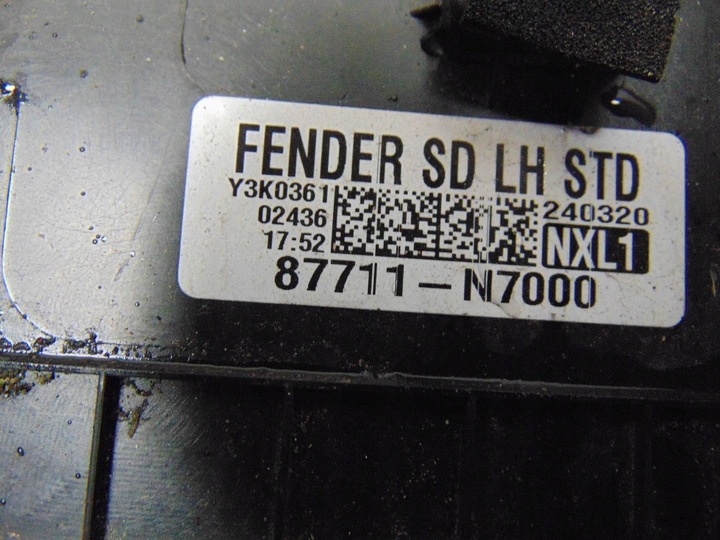 FENDER SD LH STD
Y3K0361
02436
17:52
240320
NXL1
87711-N7000